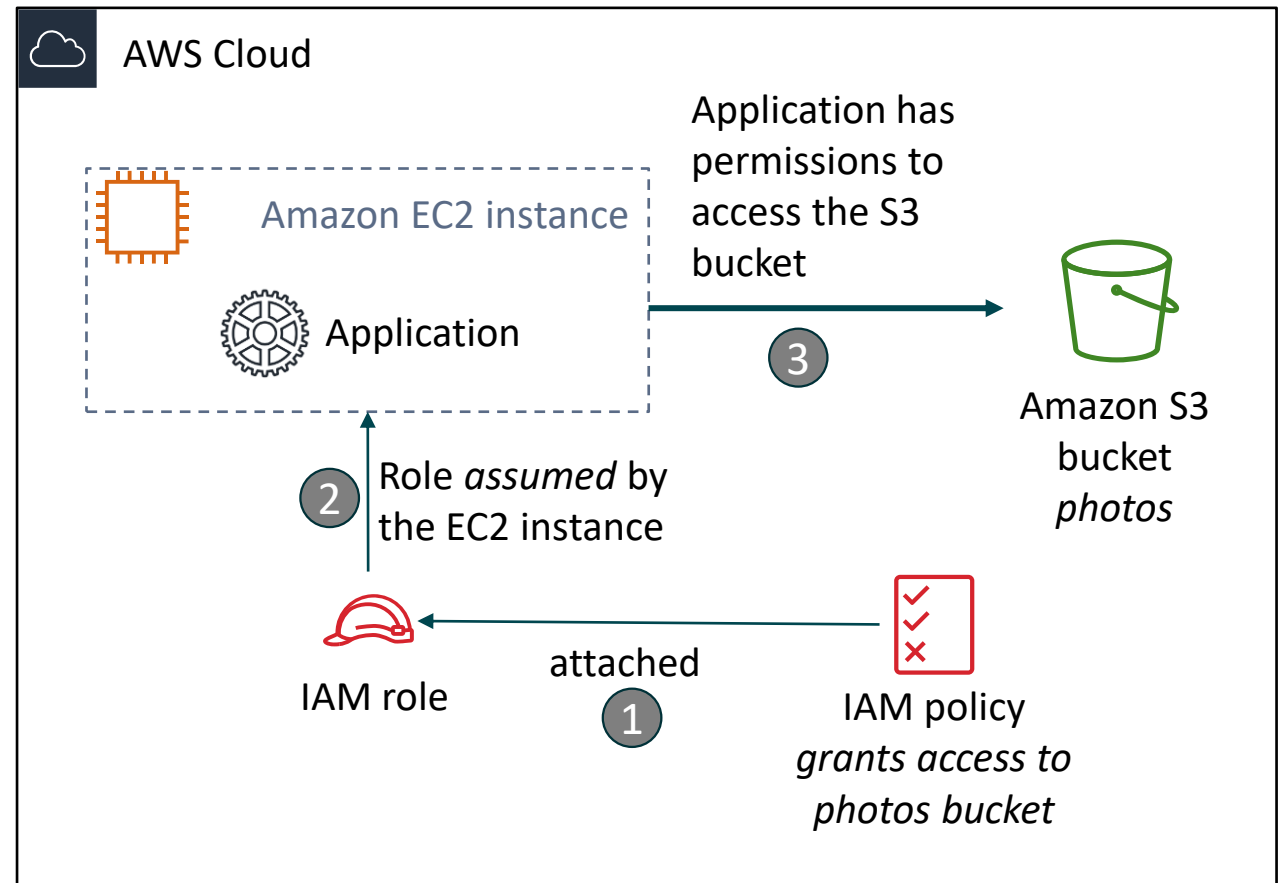 AWS Cloud
Application has
permissions to
access the S3
bucket
Amazon EC2 instance
Application
3
Amazon S3
bucket
photos
2
Role assumed by
the EC2 instance
IAM role
attached
1
IAM policy
grants access to
photos bucket